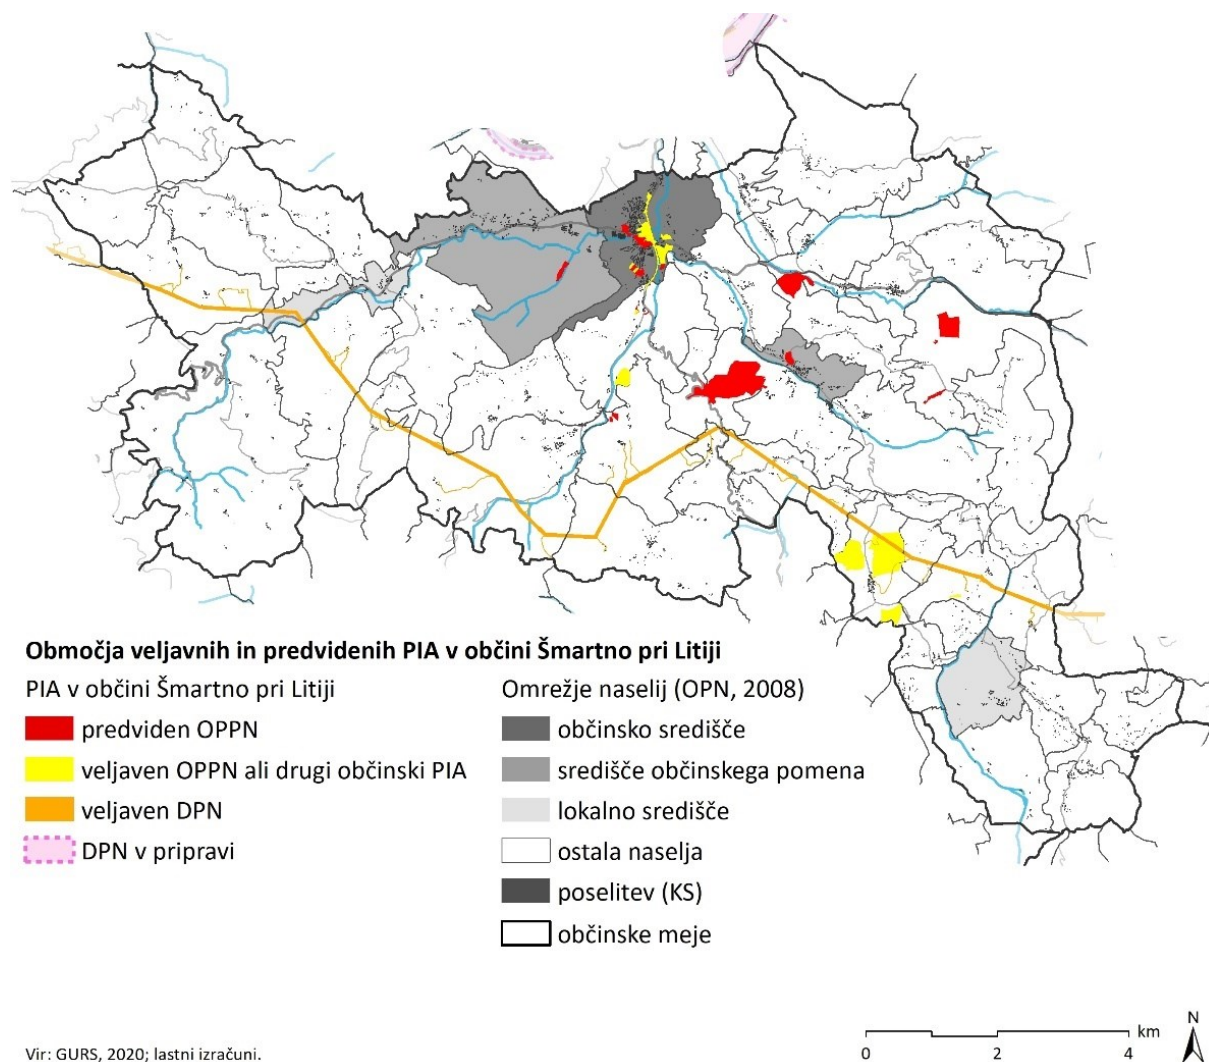 Območja veljavnih in predvidenih PIA v občini Šmartno pri Litiji
PIA v občini Šmartno pri Litiji
predviden OPPN
veljaven OPPN ali drugi občinski PIA
veljaven DPN
DPN v pripravi
Omrežje naselij (OPN, 2008)
občinsko središče
središče občinskega pomena
lokalno središče
ostala naselja
poselitev (KS)
občinske meje
Vir: GURS, 2020; lastni izračuni.
km
0 2 4
N